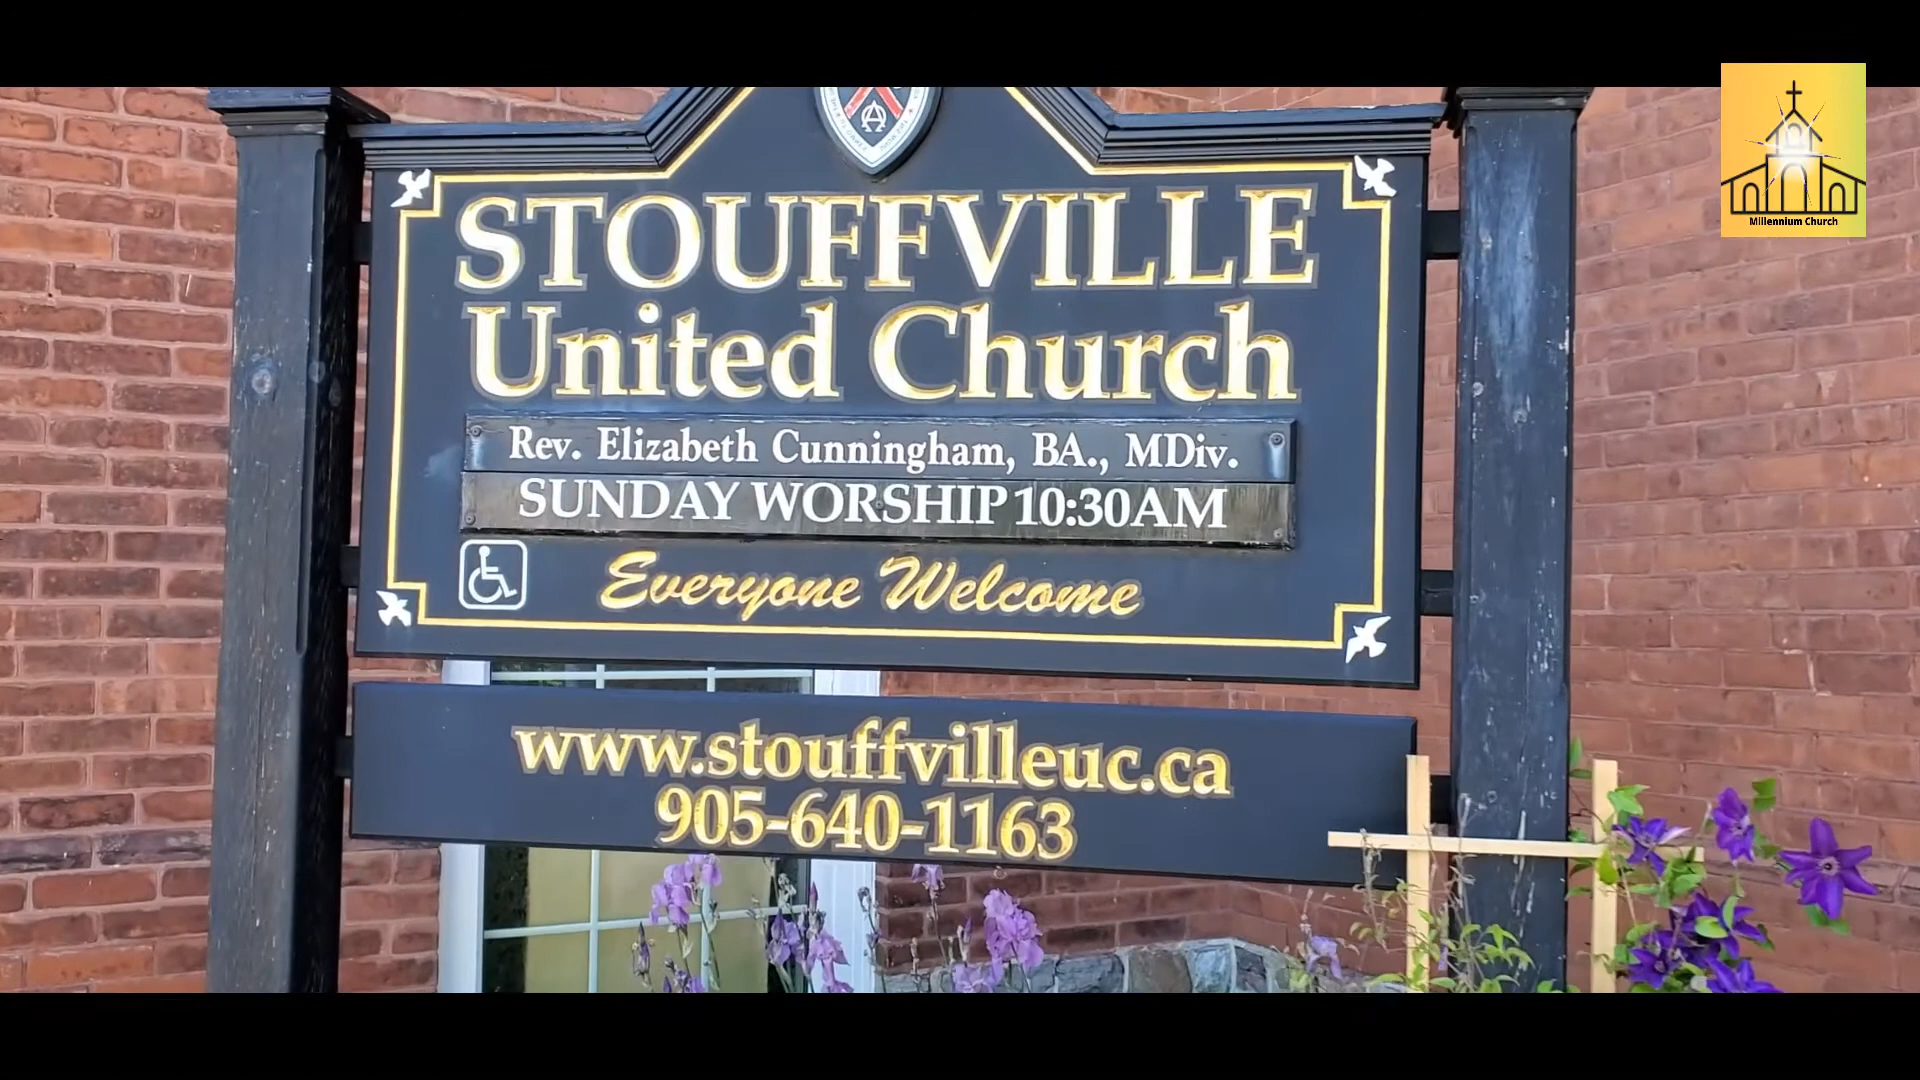 STOUFFVILLE
United Church
Rev. Elizabeth Cunningham, BA., MDiv.
SUNDAY WORSHIP 10:30AM
Everyone Welcome
www.stouffvilleuc.ca
905-640-1163
Millennium Church